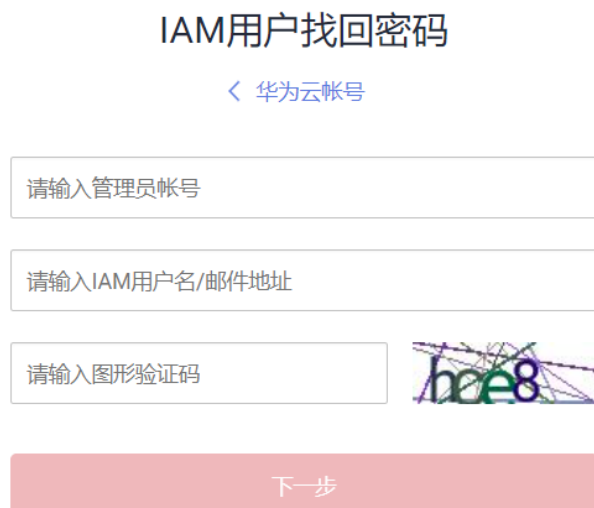 IAM用户找回密码
华为云帐号
请输入管理员帐号
请输入IAM用户名/邮件地址
请输入图形验证码
下一步